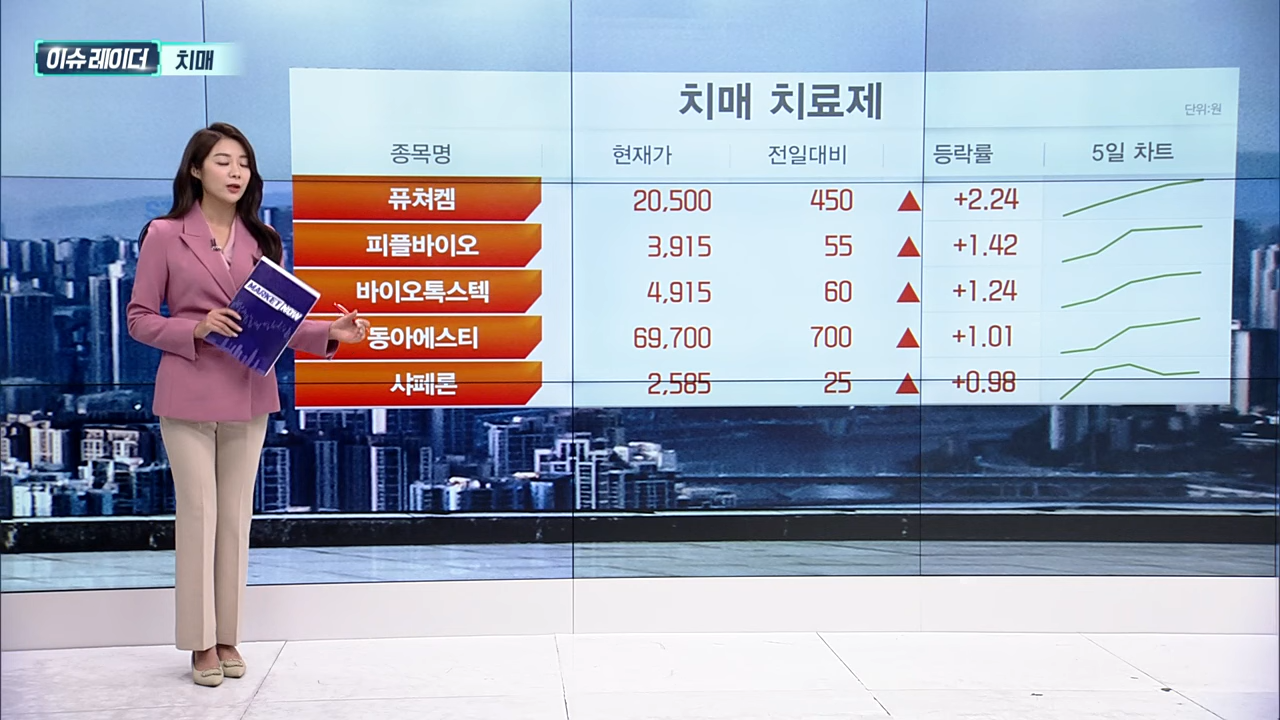 이슈레이더 치매
치매 치료제
단위:원
종목명 현재가 전일대비 등락률 5일 차트
퓨쳐켐 20,500 450 ▲ +2.24
피플바이오 3,915 55 ▲ +1.42
바이오톡스텍 4,915 60 ▲ +1.24
동아에스티 69,700 700 ▲ +1.01
샤페론 2,585 25 ▲ +0.98
MARKET NOW